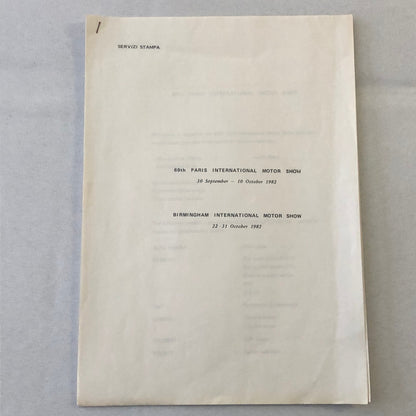 SERVIZI STAMPA
69th PARIS INTERNATIONAL MOTOR SHOW
30 September — 10 October 1982
BIRMINGHAM INTERNATIONAL MOTOR SHOW
22-31 October 1982